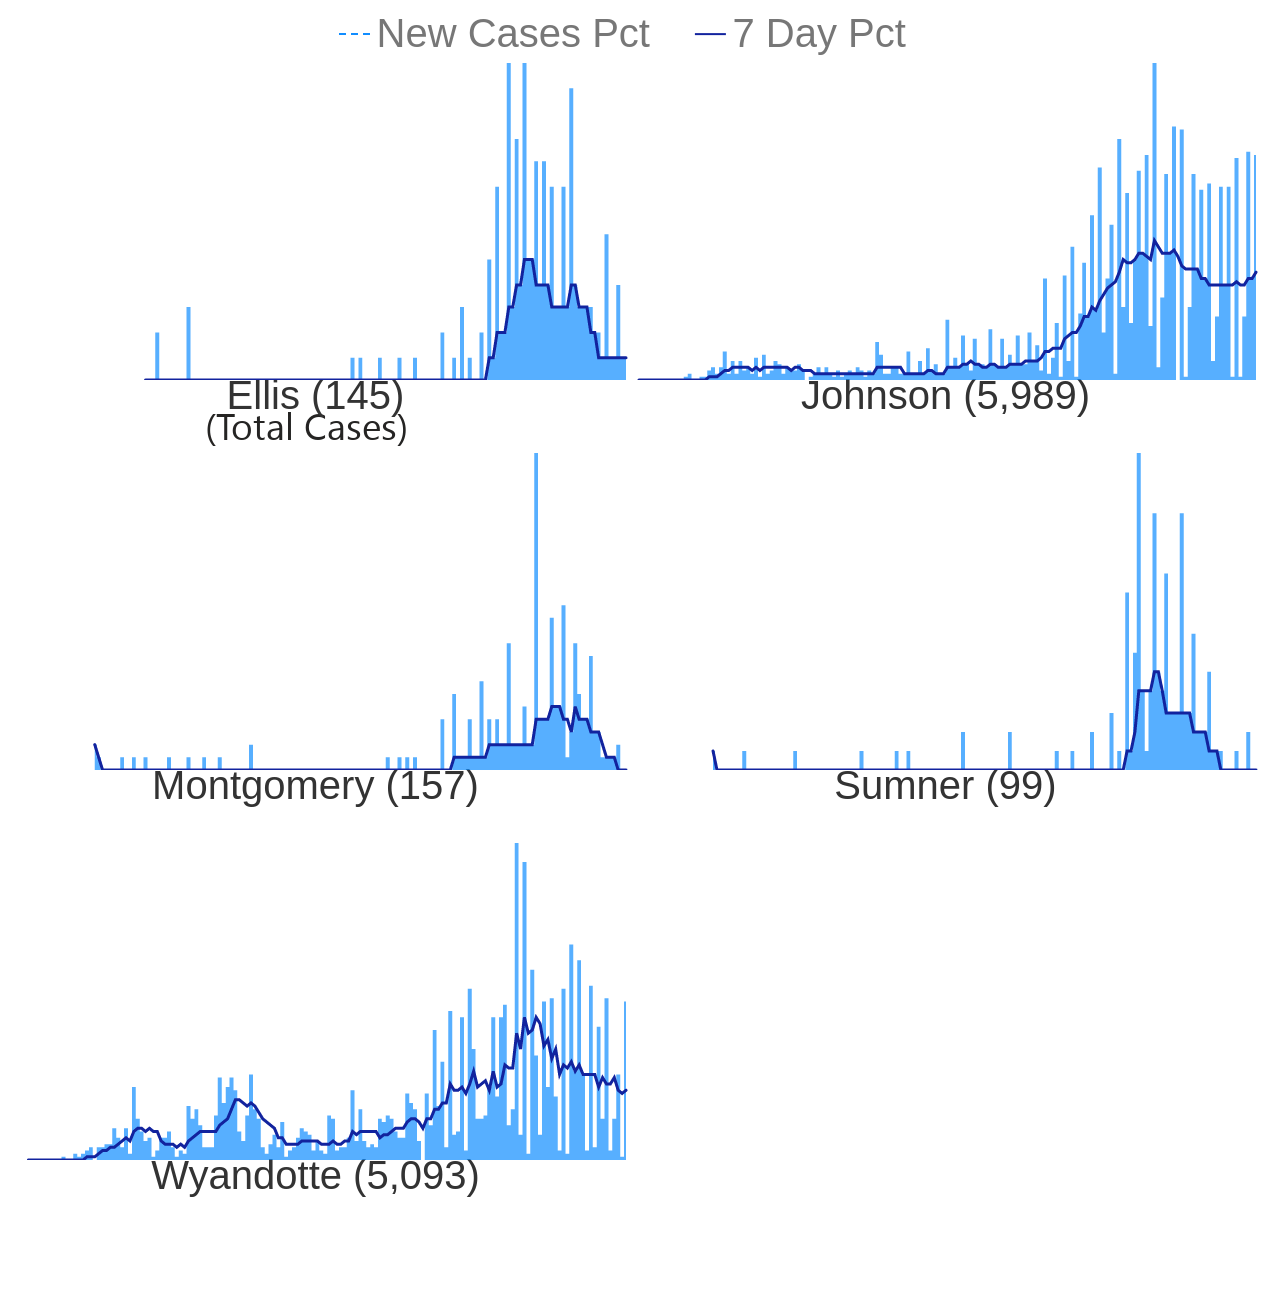 New Cases Pct 7 Day Pct
Ellis (145) Johnson (5,989)
(Total Cases)
Montgomery (157) Sumner (99)
Wyandotte (5,093)